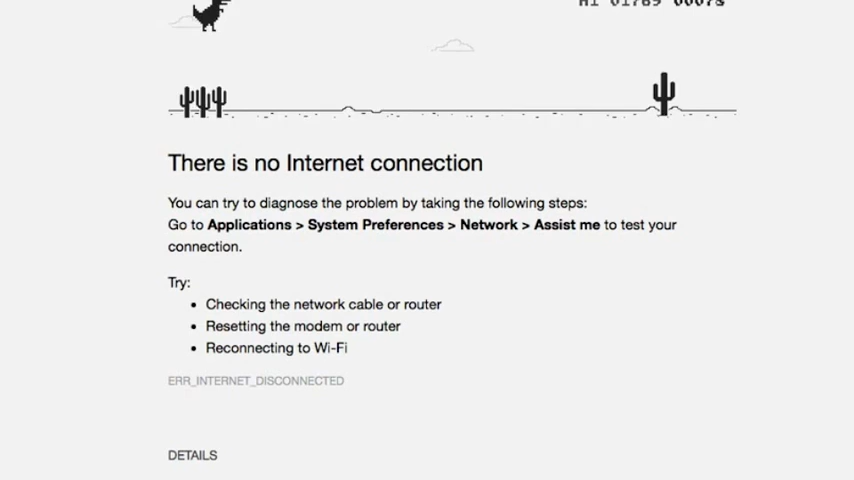 HI 01769 00078
There is no Internet connection
You can try to diagnose the problem by taking the following steps:
Go to Applications > System Preferences > Network > Assist me to test your
connection.
Try:
• Checking the network cable or router
• Resetting the modem or router
• Reconnecting to Wi-Fi
ERR_INTERNET_DISCONNECTED
DETAILS